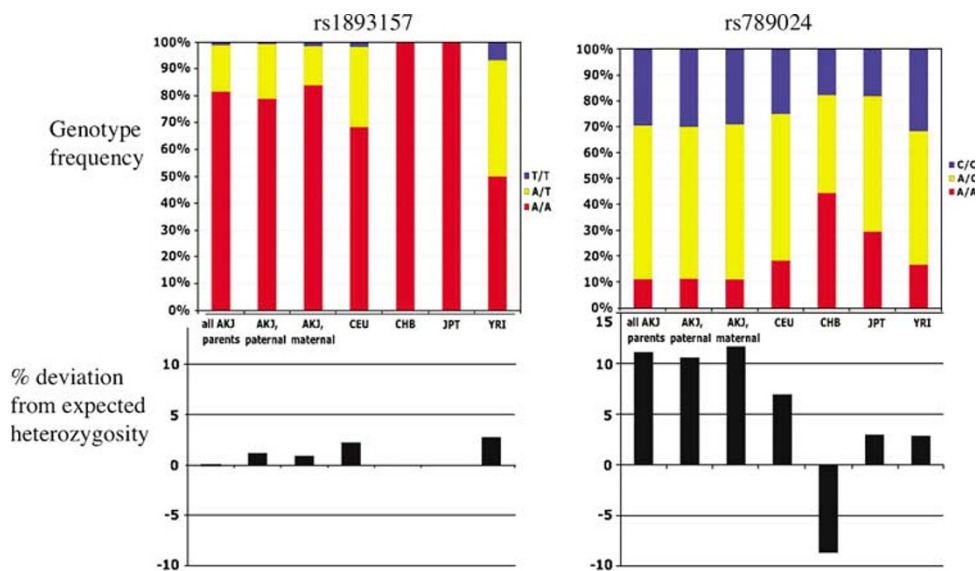 rs1893157
rs789024
Genotype
frequency
100%
90%
80%
70%
60%
50%
40%
30%
20%
10%
0%
T/T
A/T
A/A
all AKJ
parents
AKJ,
paternal
AKJ,
maternal
CEU
CHB
JPT
YRI
100%
90%
80%
70%
60%
50%
40%
30%
20%
10%
0%
C/C
A/C
A/A
all AKJ
parents
AKJ,
paternal
AKJ,
maternal
CEU
CHB
JPT
YRI
% deviation
from expected
heterozygosity
10
5
0
-5
-10
15
10
5
0
-5
-10